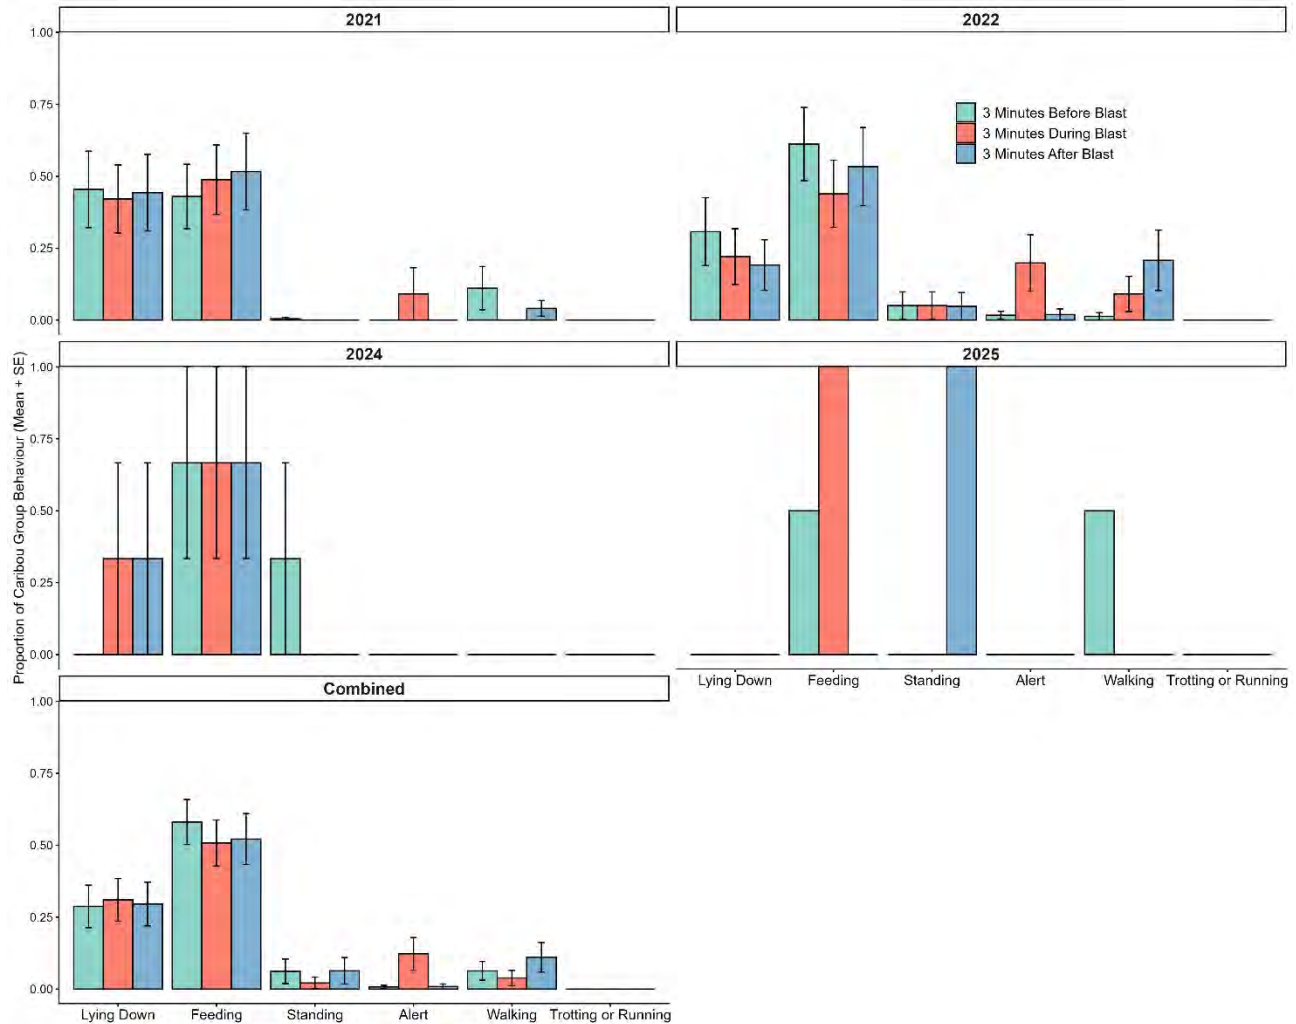 2021
2022
1.00
0.75
0.50
0.25
0.00
3 Minutes Before Blast
3 Minutes During Blast
3 Minutes After Blast
2024
2025
1.00
0.75
0.50
0.25
0.00
Proportion of Caribou Group Behaviour (Mean + SE)
Lying Down Feeding Standing Alert Walking Trotting or Running
Combined
1.00
0.75
0.50
0.25
0.00
Lying Down Feeding Standing Alert Walking Trotting or Running